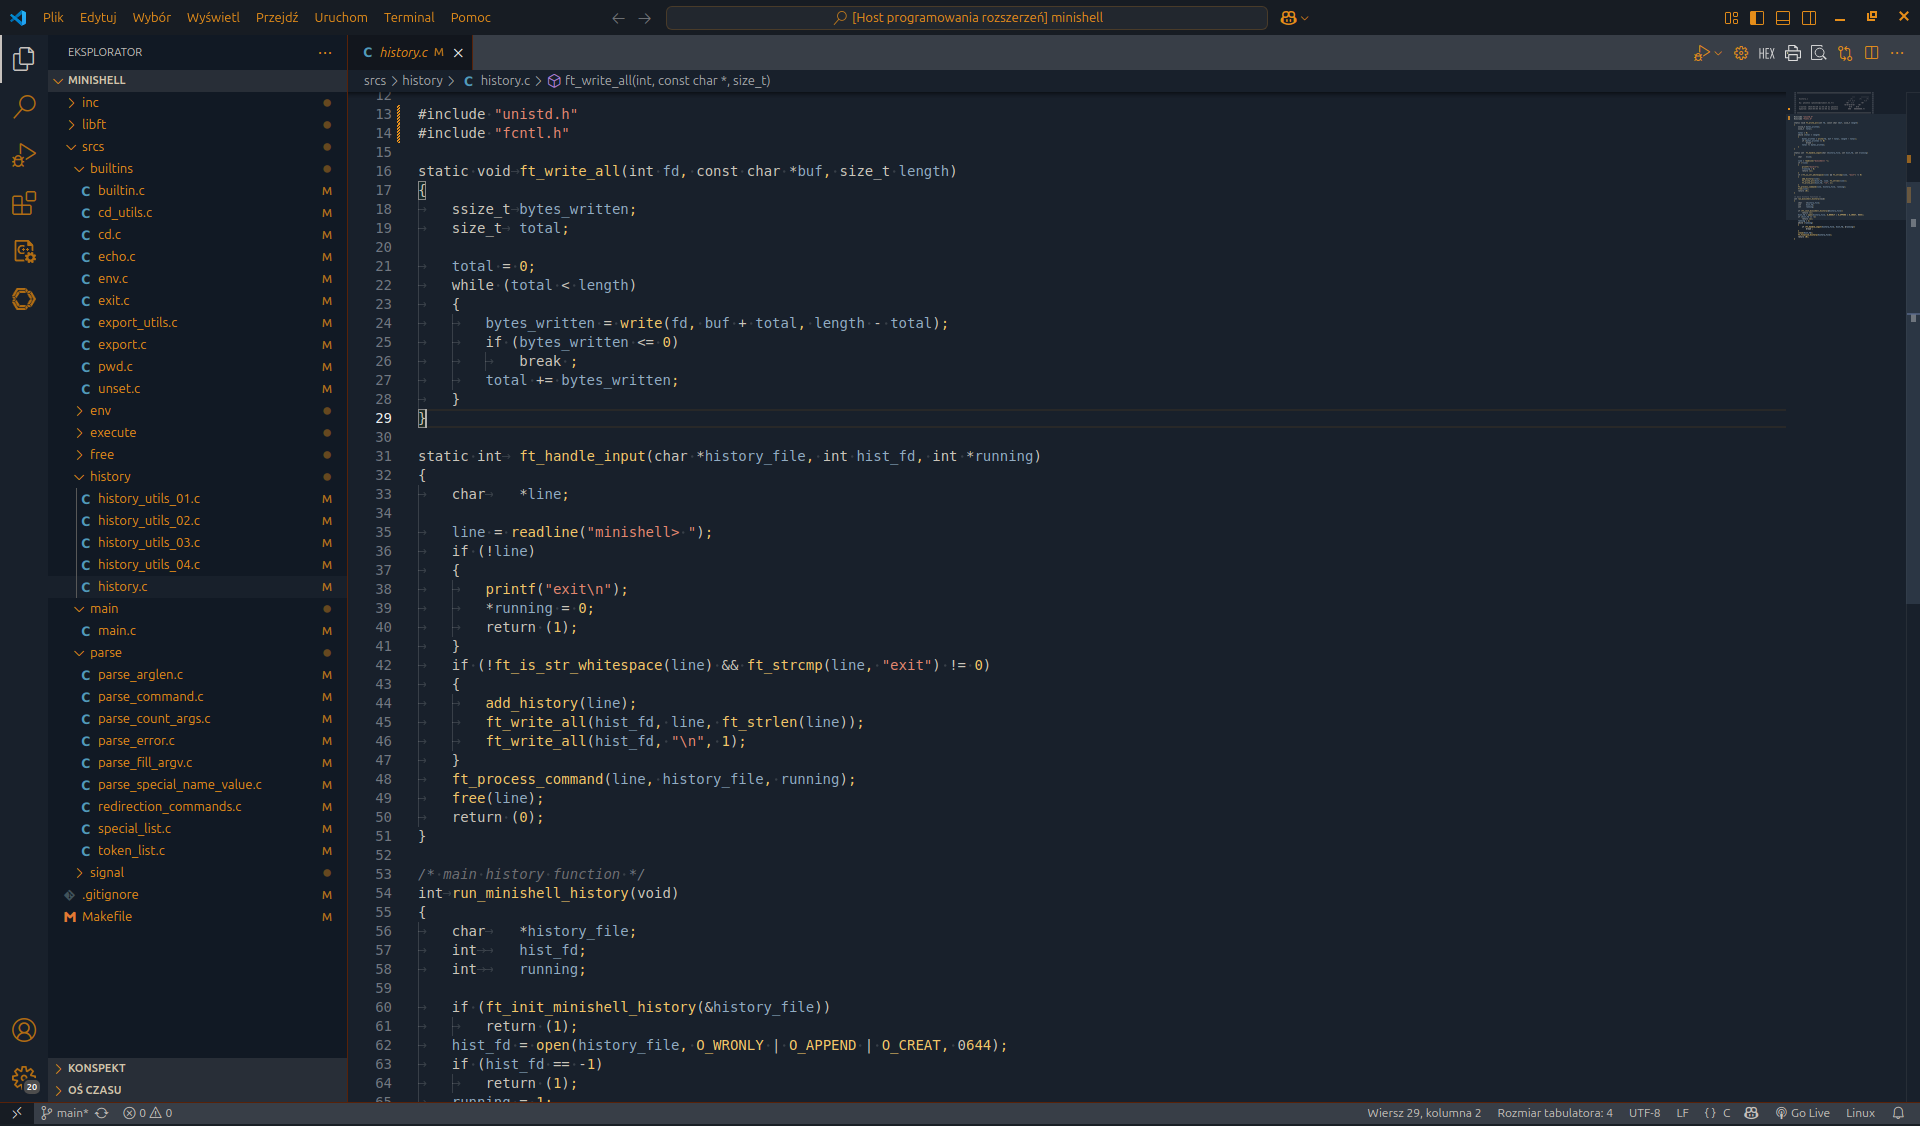 Plik Edytuj Wybór Wyświetl Przejdź Uruchom Terminal Pomoc
[Host programowania rozszerzeń] minishell
EKSPLORATOR
MINISHELL
inc
libft
srcs
builtins
builtin.c M
cd_utils.c M
cd.c M
echo.c M
env.c M
exit.c M
export_utils.c M
export.c M
pwd.c M
unset.c M
env
execute
free
history
history_utils_01.c M
history_utils_02.c M
history_utils_03.c M
history_utils_04.c M
history.c M
main
main.c M
parse
parse_arglen.c M
parse_command.c M
parse_count_args.c M
parse_error.c M
parse_fill_argv.c M
parse_special_name_value.c M
redirection_commands.c M
special_list.c M
token_list.c M
signal
.gitignore M
Makefile M
KONSPEKT
OŚ CZASU
C history.c M
HEX
srcs > history > C history.c > ft_write_all(int, const char *, size_t)
12
13 #include "unistd.h"
14 #include "fcntl.h"
15
16 static void ft_write_all(int fd, const char *buf, size_t length)
17 {
18 ssize_t bytes_written;
19 size_t total;
20
21 total = 0;
22 while (total < length)
23 {
24 bytes_written = write(fd, buf + total, length - total);
25 if (bytes_written <= 0)
26 break ;
27 total += bytes_written;
28 }
29 }
30
31 static int ft_handle_input(char *history_file, int hist_fd, int *running)
32 {
33 char *line;
34
35 line = readline("minishell> ");
36 if (!line)
37 {
38 printf("exit\n");
39 *running = 0;
40 return (1);
41 }
42 if (!ft_is_str_whitespace(line) && ft_strcmp(line, "exit") != 0)
43 {
44 add_history(line);
45 ft_write_all(hist_fd, line, ft_strlen(line));
46 ft_write_all(hist_fd, "\n", 1);
47 }
48 ft_process_command(line, history_file, running);
49 free(line);
50 return (0);
51 }
52
53 /* main history function */
54 int run_minishell_history(void)
55 {
56 char *history_file;
57 int hist_fd;
58 int running;
59
60 if (ft_init_minishell_history(&history_file))
61 return (1);
62 hist_fd = open(history_file, O_WRONLY | O_APPEND | O_CREAT, 0644);
63 if (hist_fd == -1)
64 return (1);
65 running = 1;
20
main* 0 0
Wiersz 29, kolumna 2 Rozmiar tabulatora: 4 UTF-8 LF {} C Go Live Linux